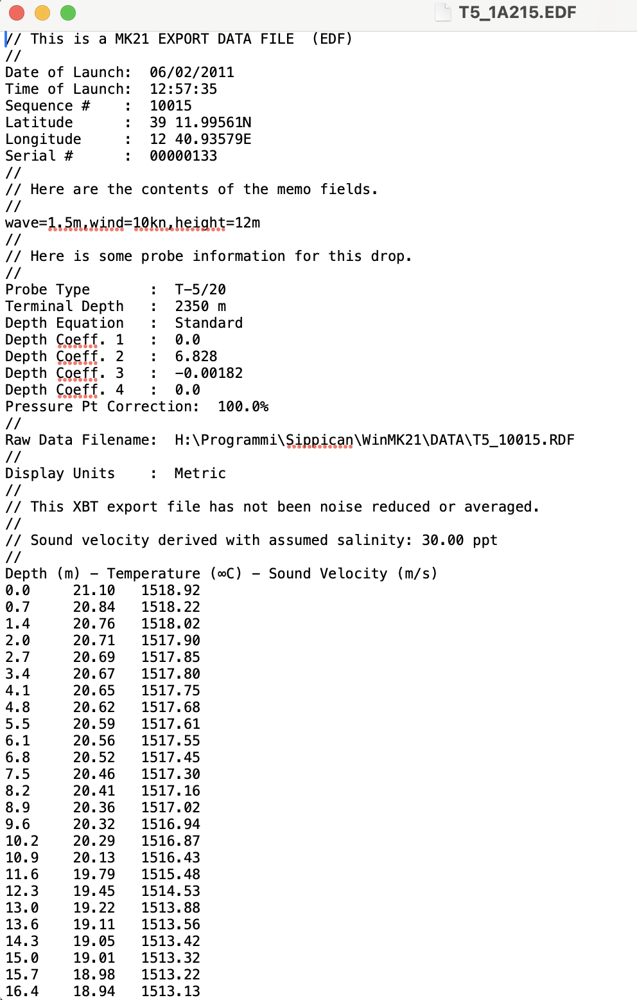 T5_1A215.EDF
// This is a MK21 EXPORT DATA FILE  (EDF)
//
Date of Launch:  06/02/2011
Time of Launch:  12:57:35
Sequence #    :  10015
Latitude      :  39 11.99561N
Longitude     :  12 40.93579E
Serial #      :  00000133
//
// Here are the contents of the memo fields.
//
wave=1.5m,wind=10kn,height=12m
//
// Here is some probe information for this drop.
//
Probe Type       :  T-5/20
Terminal Depth   :  2350 m
Depth Equation   :  Standard
Depth Coeff. 1   :  0.0
Depth Coeff. 2   :  6.828
Depth Coeff. 3   :  -0.00182
Depth Coeff. 4   :  0.0
Pressure Pt Correction:  100.0%
//
Raw Data Filename:  H:\Programmi\Sippican\WinMK21\DATA\T5_10015.RDF
//
Display Units    :  Metric
//
// This XBT export file has not been noise reduced or averaged.
//
// Sound velocity derived with assumed salinity: 30.00 ppt
//
Depth (m) - Temperature (∞C) - Sound Velocity (m/s)
0.0     21.10   1518.92
0.7     20.84   1518.22
1.4     20.76   1518.02
2.0     20.71   1517.90
2.7     20.69   1517.85
3.4     20.67   1517.80
4.1     20.65   1517.75
4.8     20.62   1517.68
5.5     20.59   1517.61
6.1     20.56   1517.55
6.8     20.52   1517.45
7.5     20.46   1517.30
8.2     20.41   1517.16
8.9     20.36   1517.02
9.6     20.32   1516.94
10.2    20.29   1516.87
10.9    20.13   1516.43
11.6    19.79   1515.48
12.3    19.45   1514.53
13.0    19.22   1513.88
13.6    19.11   1513.56
14.3    19.05   1513.42
15.0    19.01   1513.32
15.7    18.98   1513.22
16.4    18.94   1513.13